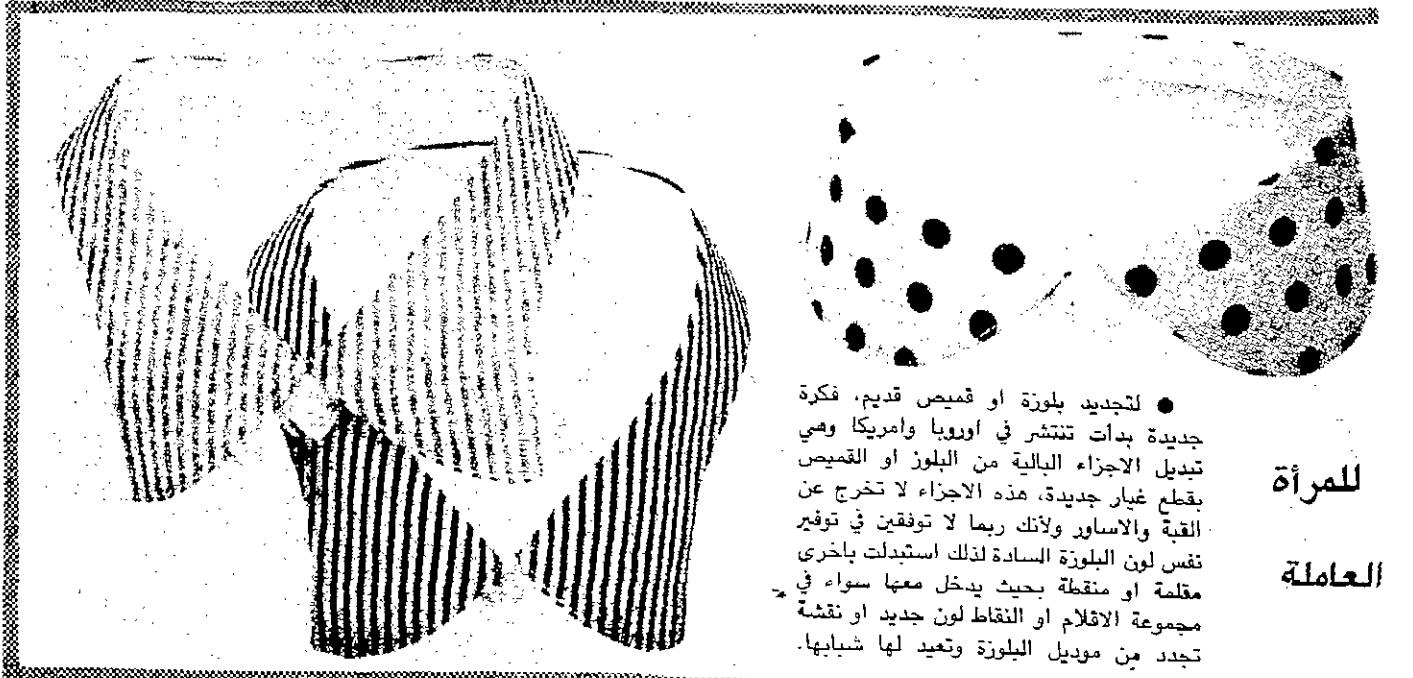 للمرأة
العاملة
● لتجديد بلوزة او قميص قديم، فكرة
جديدة بدأت تنتشر في اوروبا وامريكا وهي
تبديل الاجزاء البالية من البلوز او القميص
بقطع غيار جديدة، هذه الاجزاء لا تخرج عن
القبة والاساور ولأنك ربما لا توفقين في توفير
نفس لون البلوزة السادة لذلك استبدلت باخرى
مقلمة او منقطة بحيث يدخل معها سواء في
مجموعة الاقلام او النقاط لون جديد او نقشة
تجدد من موديل البلوزة وتعيد لها شبابها.